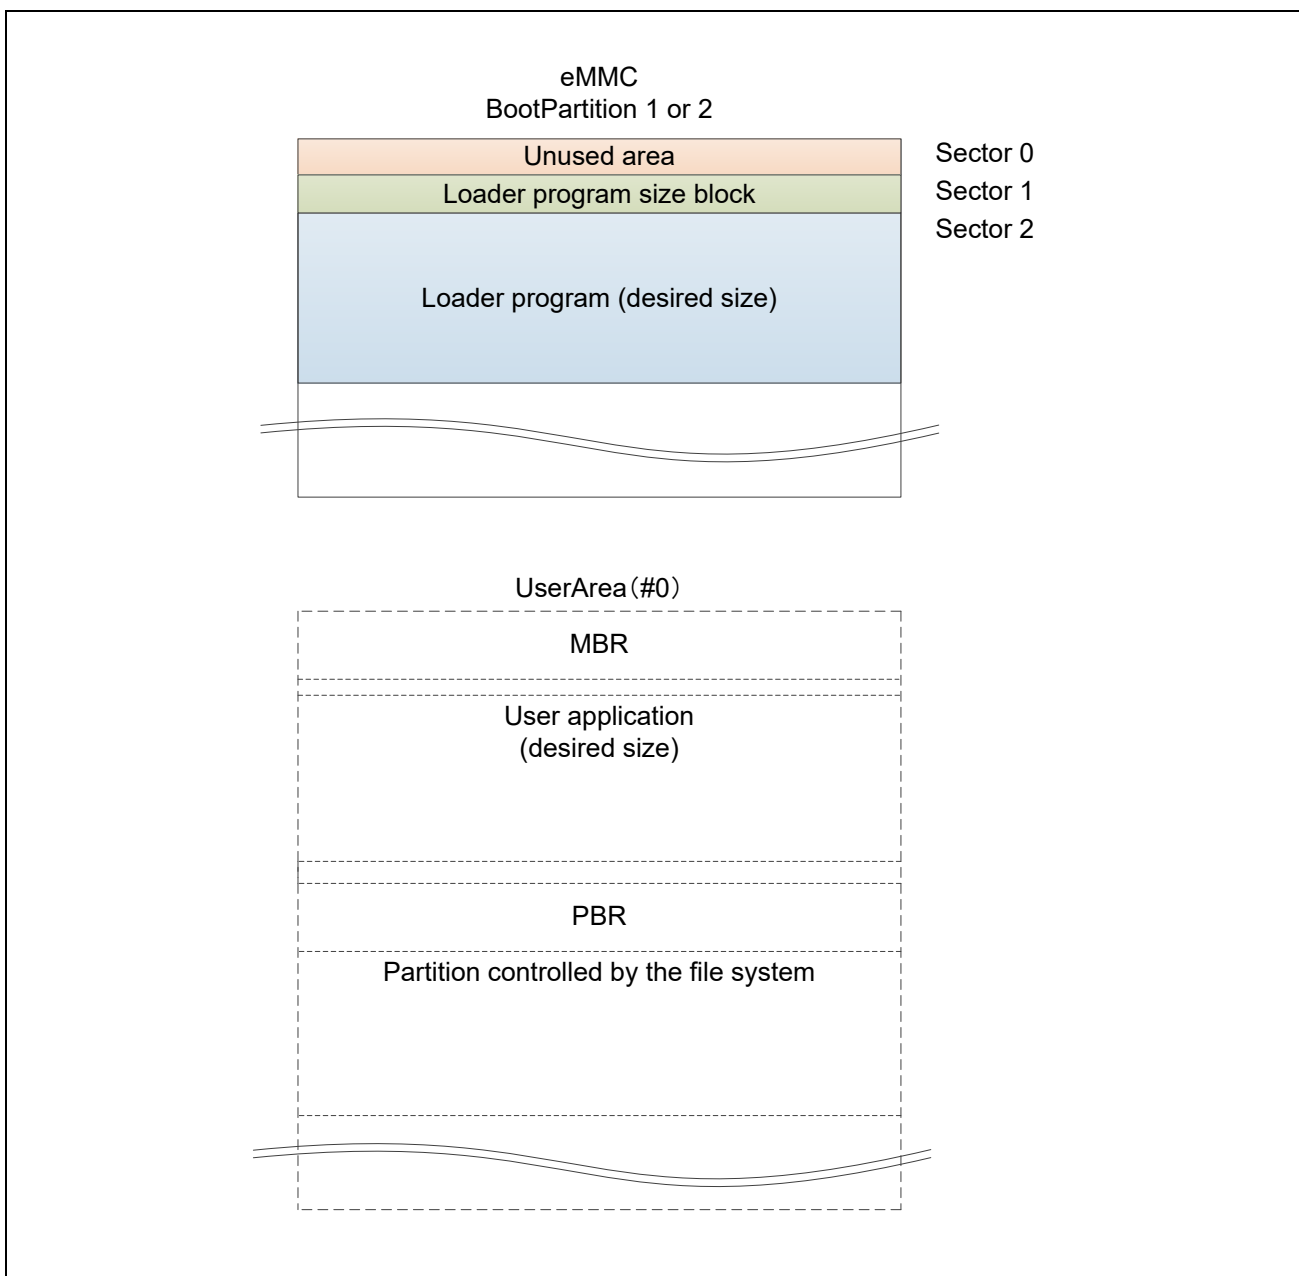 eMMC
BootPartition 1 or 2
Unused area
Sector 0
Loader program size block
Sector 1
Sector 2
Loader program (desired size)
UserArea（#0）
MBR
User application
(desired size)
PBR
Partition controlled by the file system